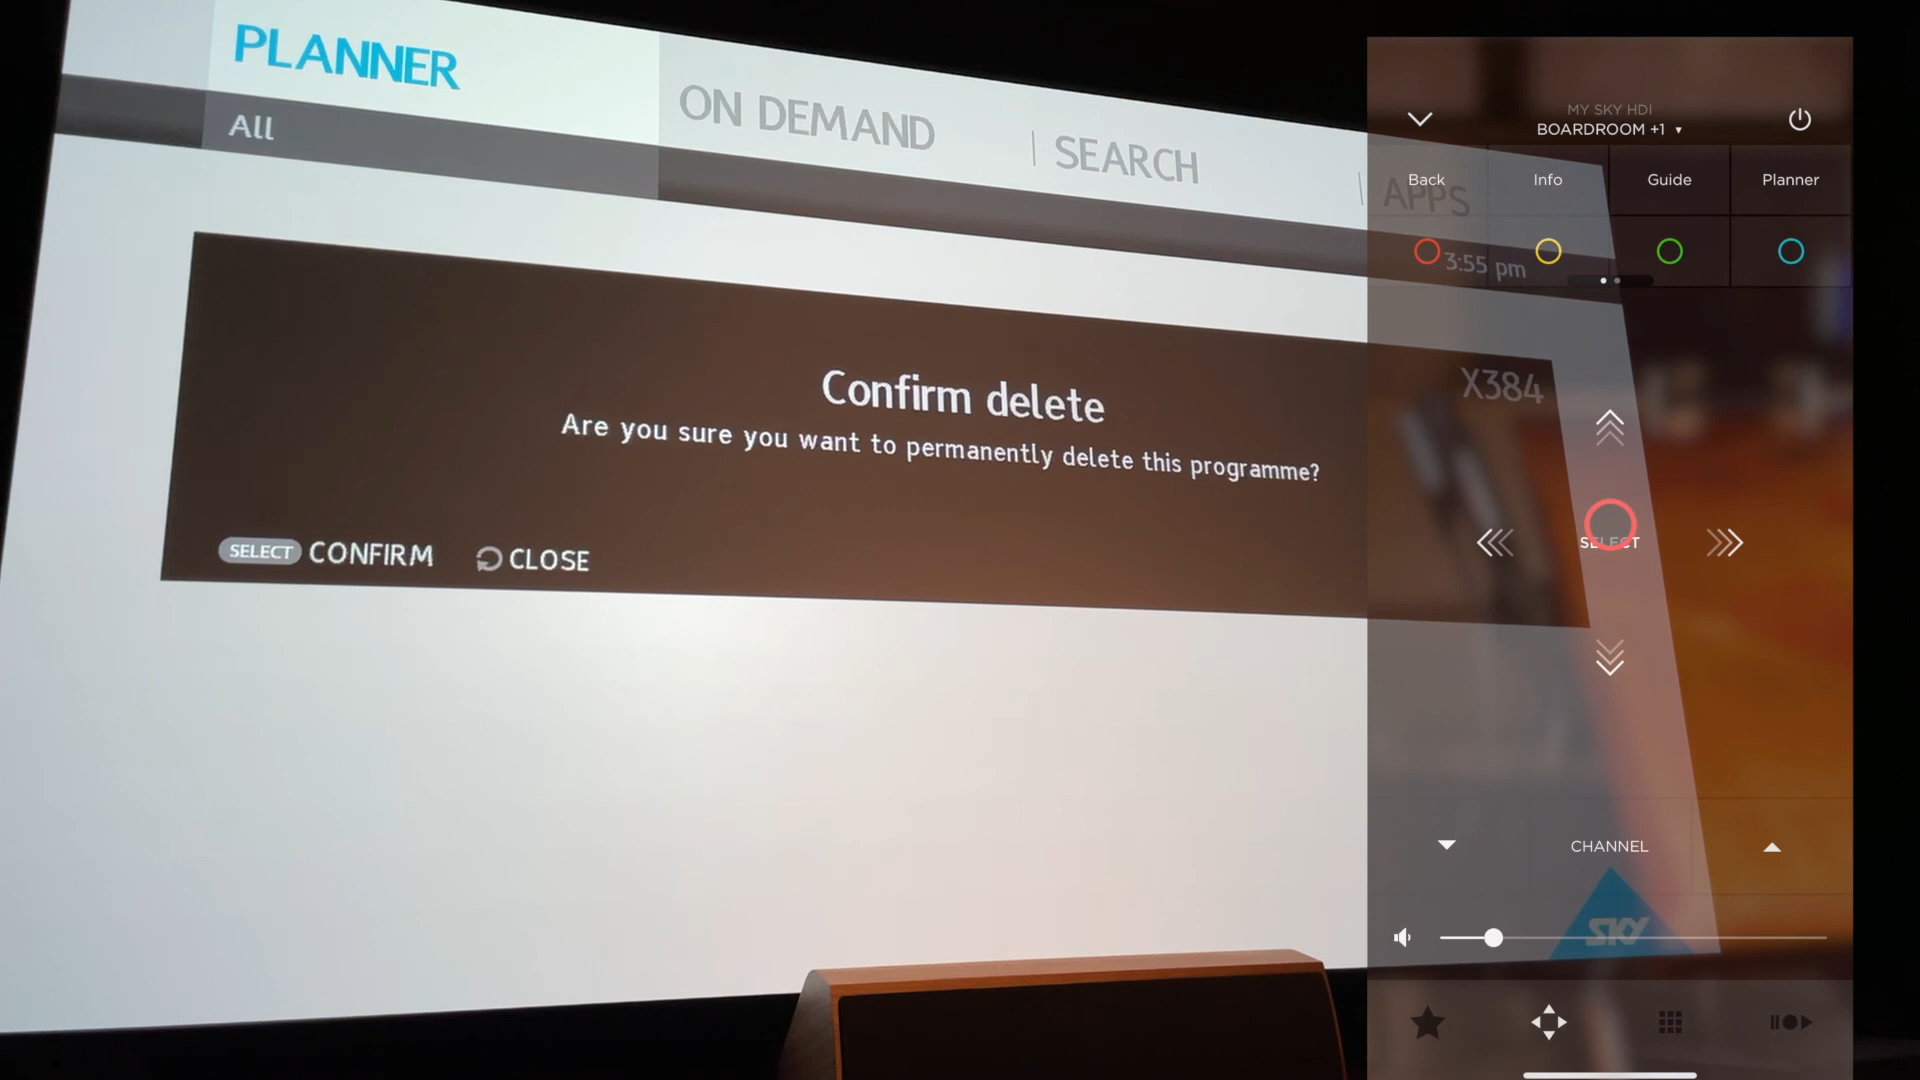 PLANNER
ON DEMAND
SEARCH
APPS
All
3:55 pm
Confirm delete
X384
Are you sure you want to permanently delete this programme?
SELECT CONFIRM
CLOSE
MY SKY HDI
BOARDROOM +1
Back
Info
Guide
Planner
SELECT
CHANNEL
SKY